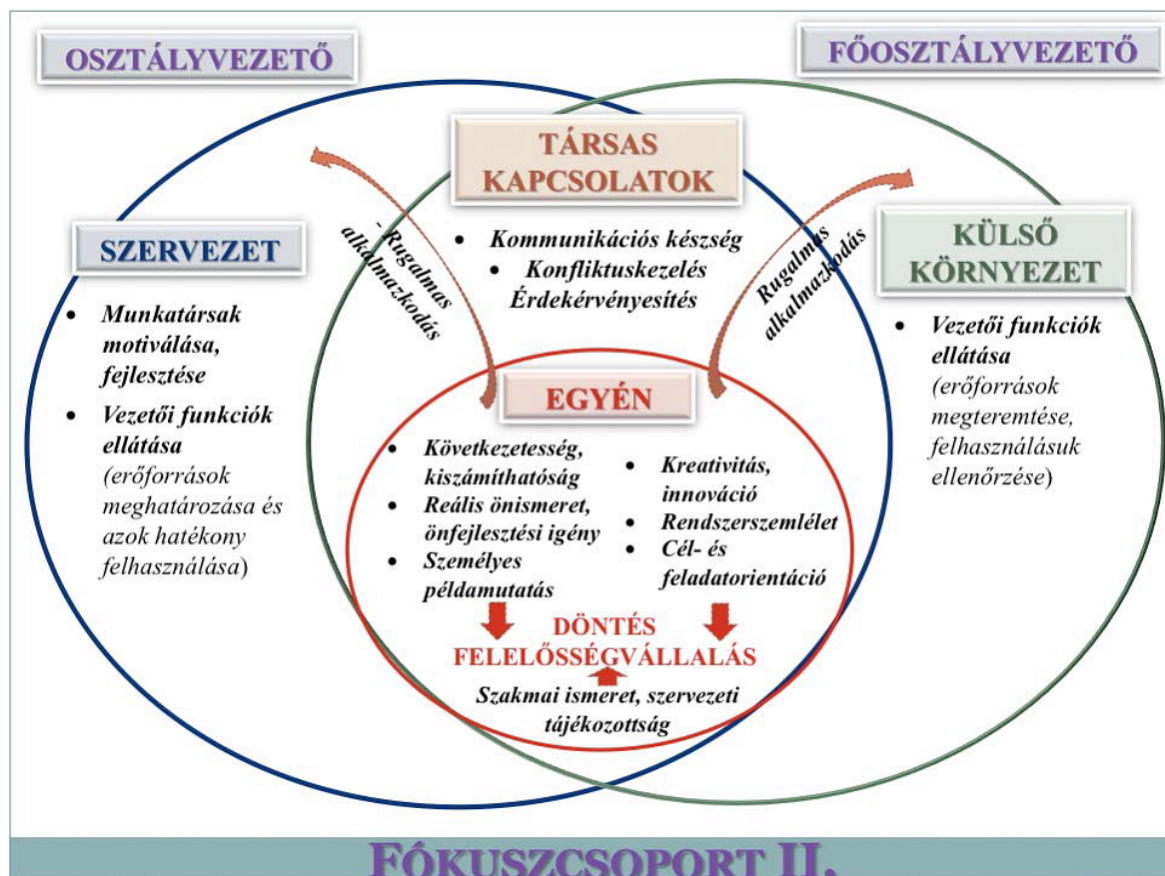 OSZTÁLYVEZETŐ
FŐOSZTÁLYVEZETŐ
TÁRSAS
KAPCSOLATOK
SZERVEZET
KÜLSŐ
KÖRNYEZET
- Rugalmas
alkalmazkodás
• Kommunikációs készség
• Konfliktuskezelés
Érdekérvényesítés
Rugalmas
alkalmazkodás
• Munkatársak
motiválása,
fejlesztése
• Vezetői funkciók
ellátása
(erőforrások
meghatározása és
azok hatékony
felhasználása)
• Vezetői funkciók
ellátása
(erőforrások
megteremtése,
felhasználásuk
ellenőrzése)
EGYÉN
• Következetesség,
kiszámíthatóság
• Reális önismeret,
önfejlesztési igény
• Személyes
példamutatás
• Kreativitás,
innováció
• Rendszerszemlélet
• Cél- és
feladatorientáció
DÖNTÉS
FELELŐSSÉGVÁLLALÁS
Szakmai ismeret, szervezeti
tájékozottság
FÓKUSZCSOPORT II.